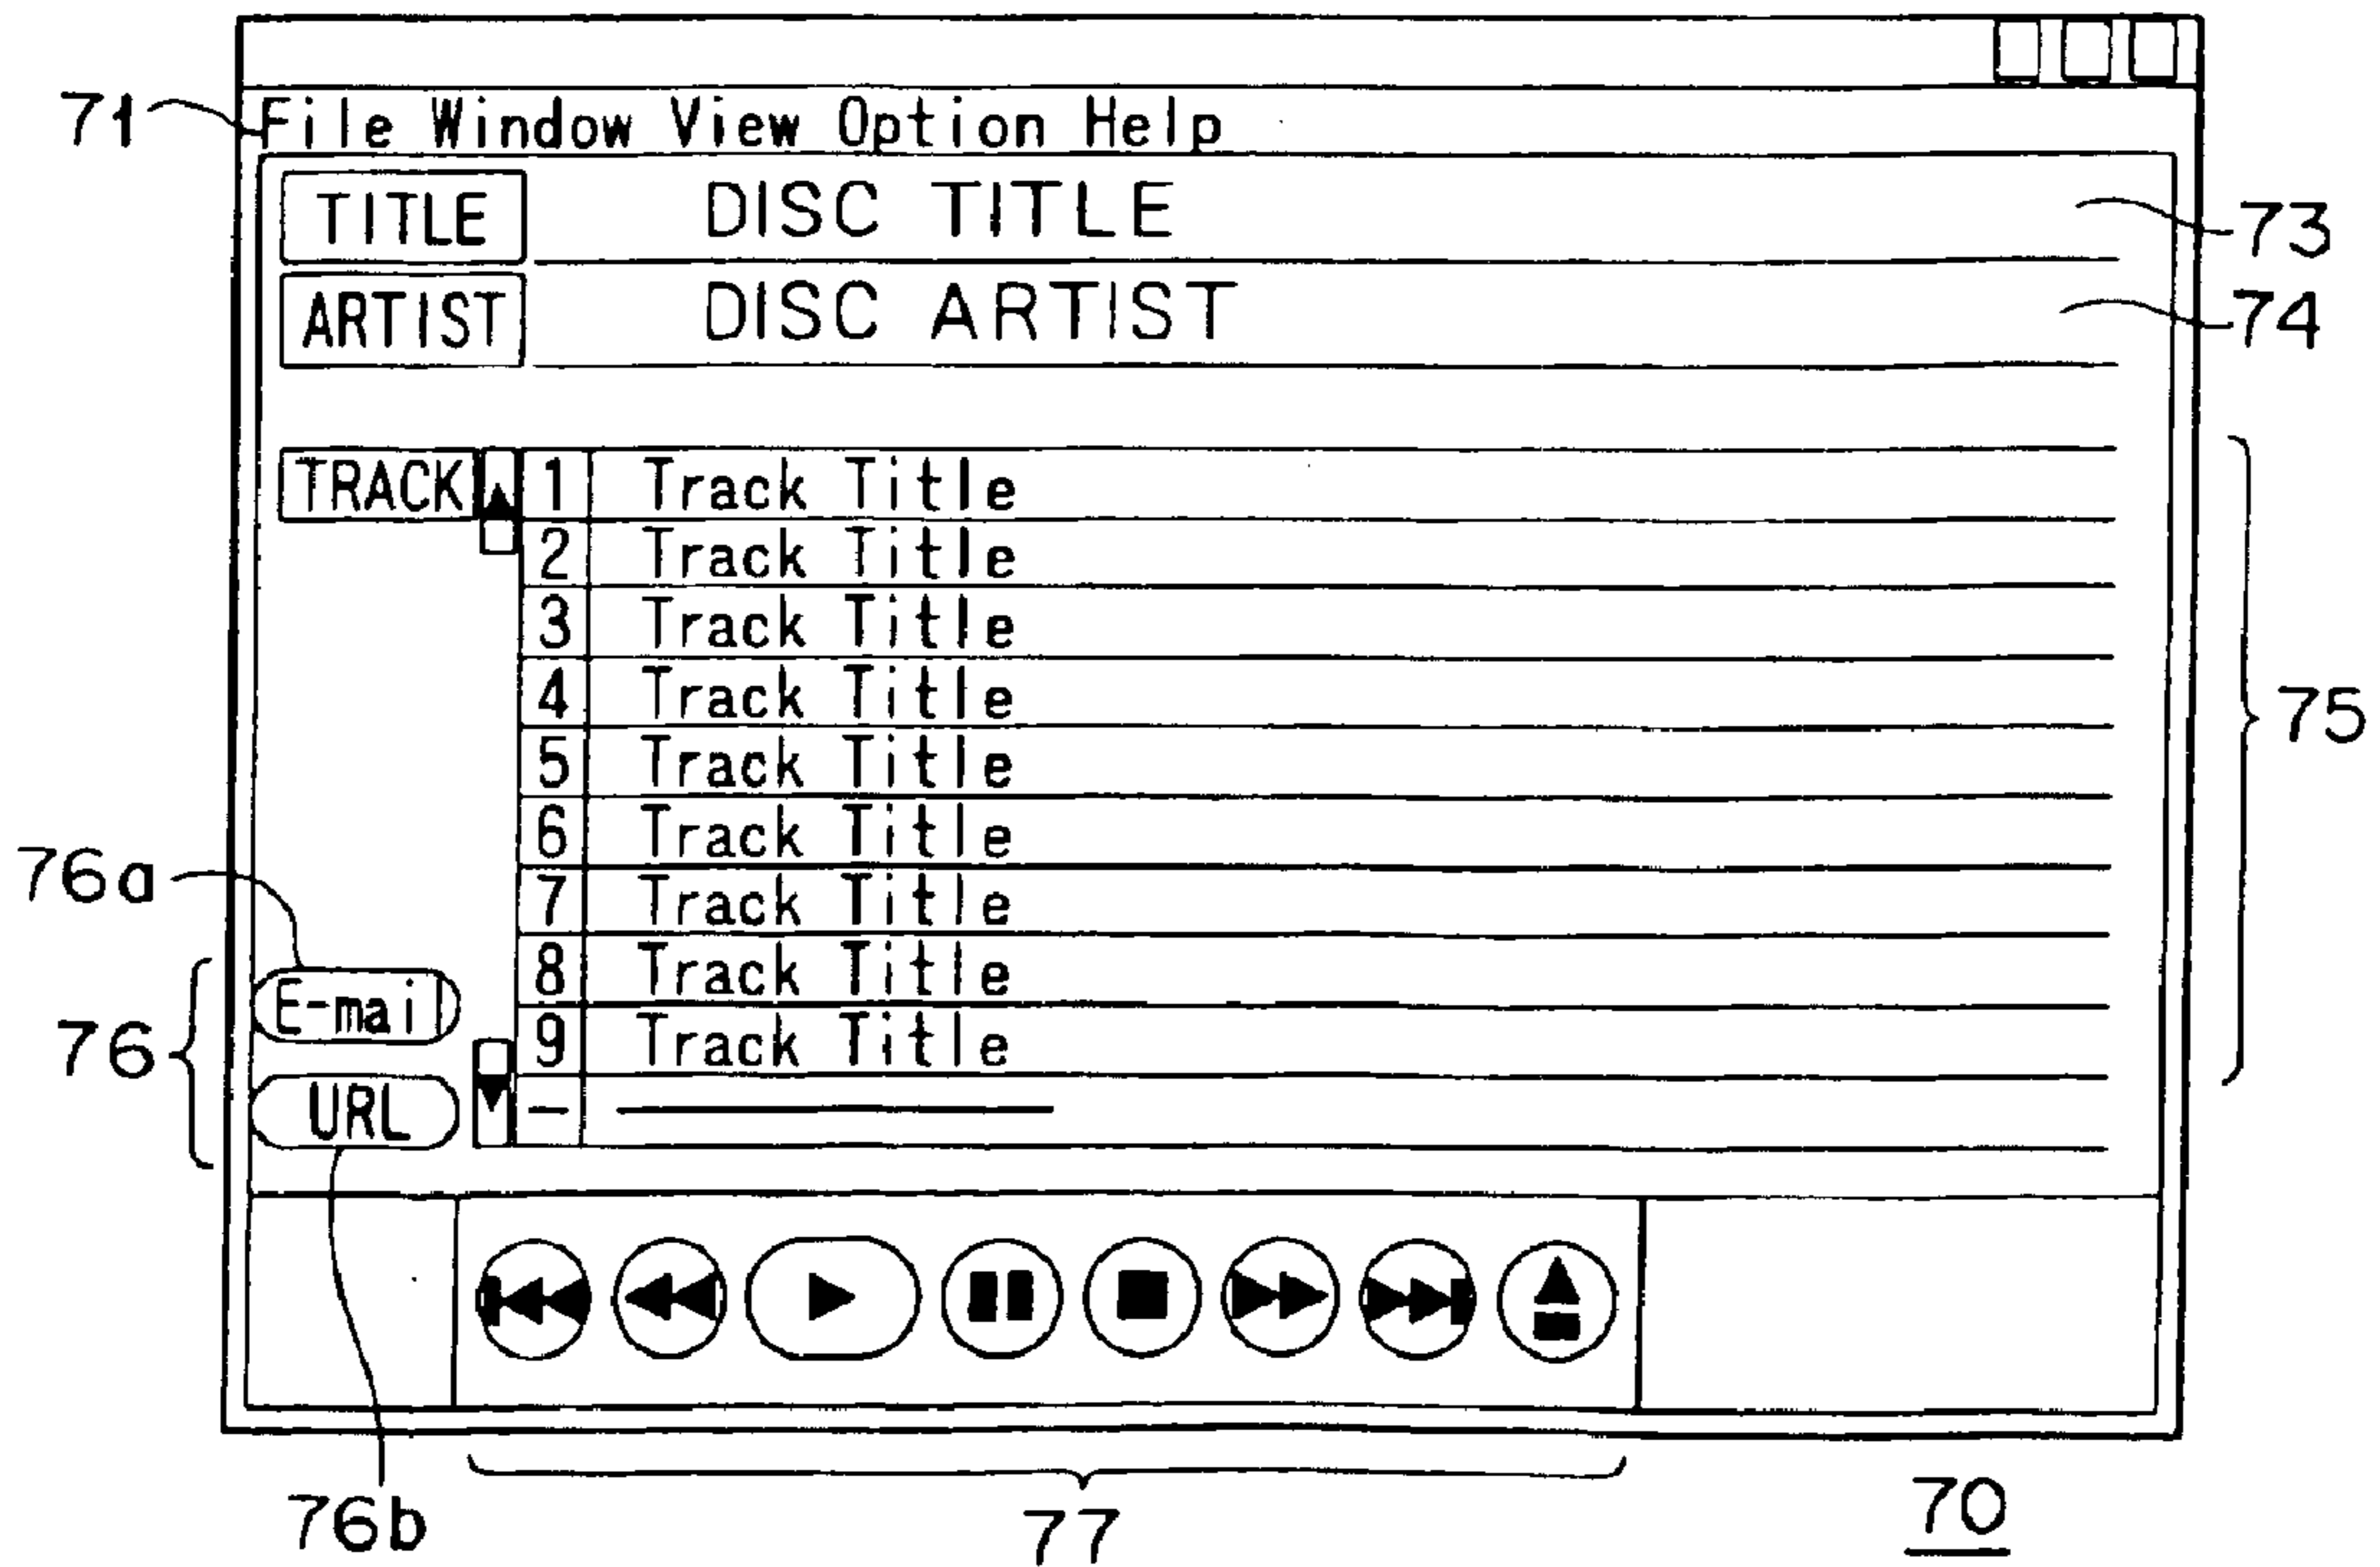 71 File Window View Option Help
TITLE DISC TITLE 73
ARTIST DISC ARTIST 74
TRACK 1 Track Title
2 Track Title
3 Track Title
4 Track Title
75
5 Track Title
6 Track Title
76a
7 Track Title
8 Track Title
E-mail
76
9 Track Title
URL
76b
77
70